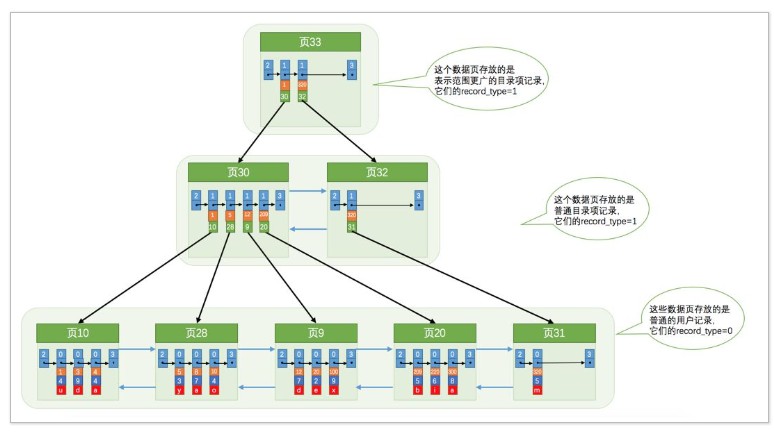 页33
2 1 1 3
1 320
30 32
这个数据页存放的是
表示范围更广的目录项记录,
它们的record_type=1
页30
页32
2 1 1 1 1 3
2 1 3
1 5 12 209
320
10 28 9 20
31
这个数据页存放的是
普通目录项记录,
它们的record_type=1
这些数据页存放的是
普通的用户记录,
它们的record_type=0
页10
页28
页9
页20
页31
2 0 0 0 3
2 0 0 0 3
2 0 0 0 3
2 0 0 0 3
2 0 3
1 3 4
5 8 10
12 20 100
209 220 300
320
4 9 4
3 7 4
7 2 9
5 6 8
5
u d a
y a o
d e x
b i a
m